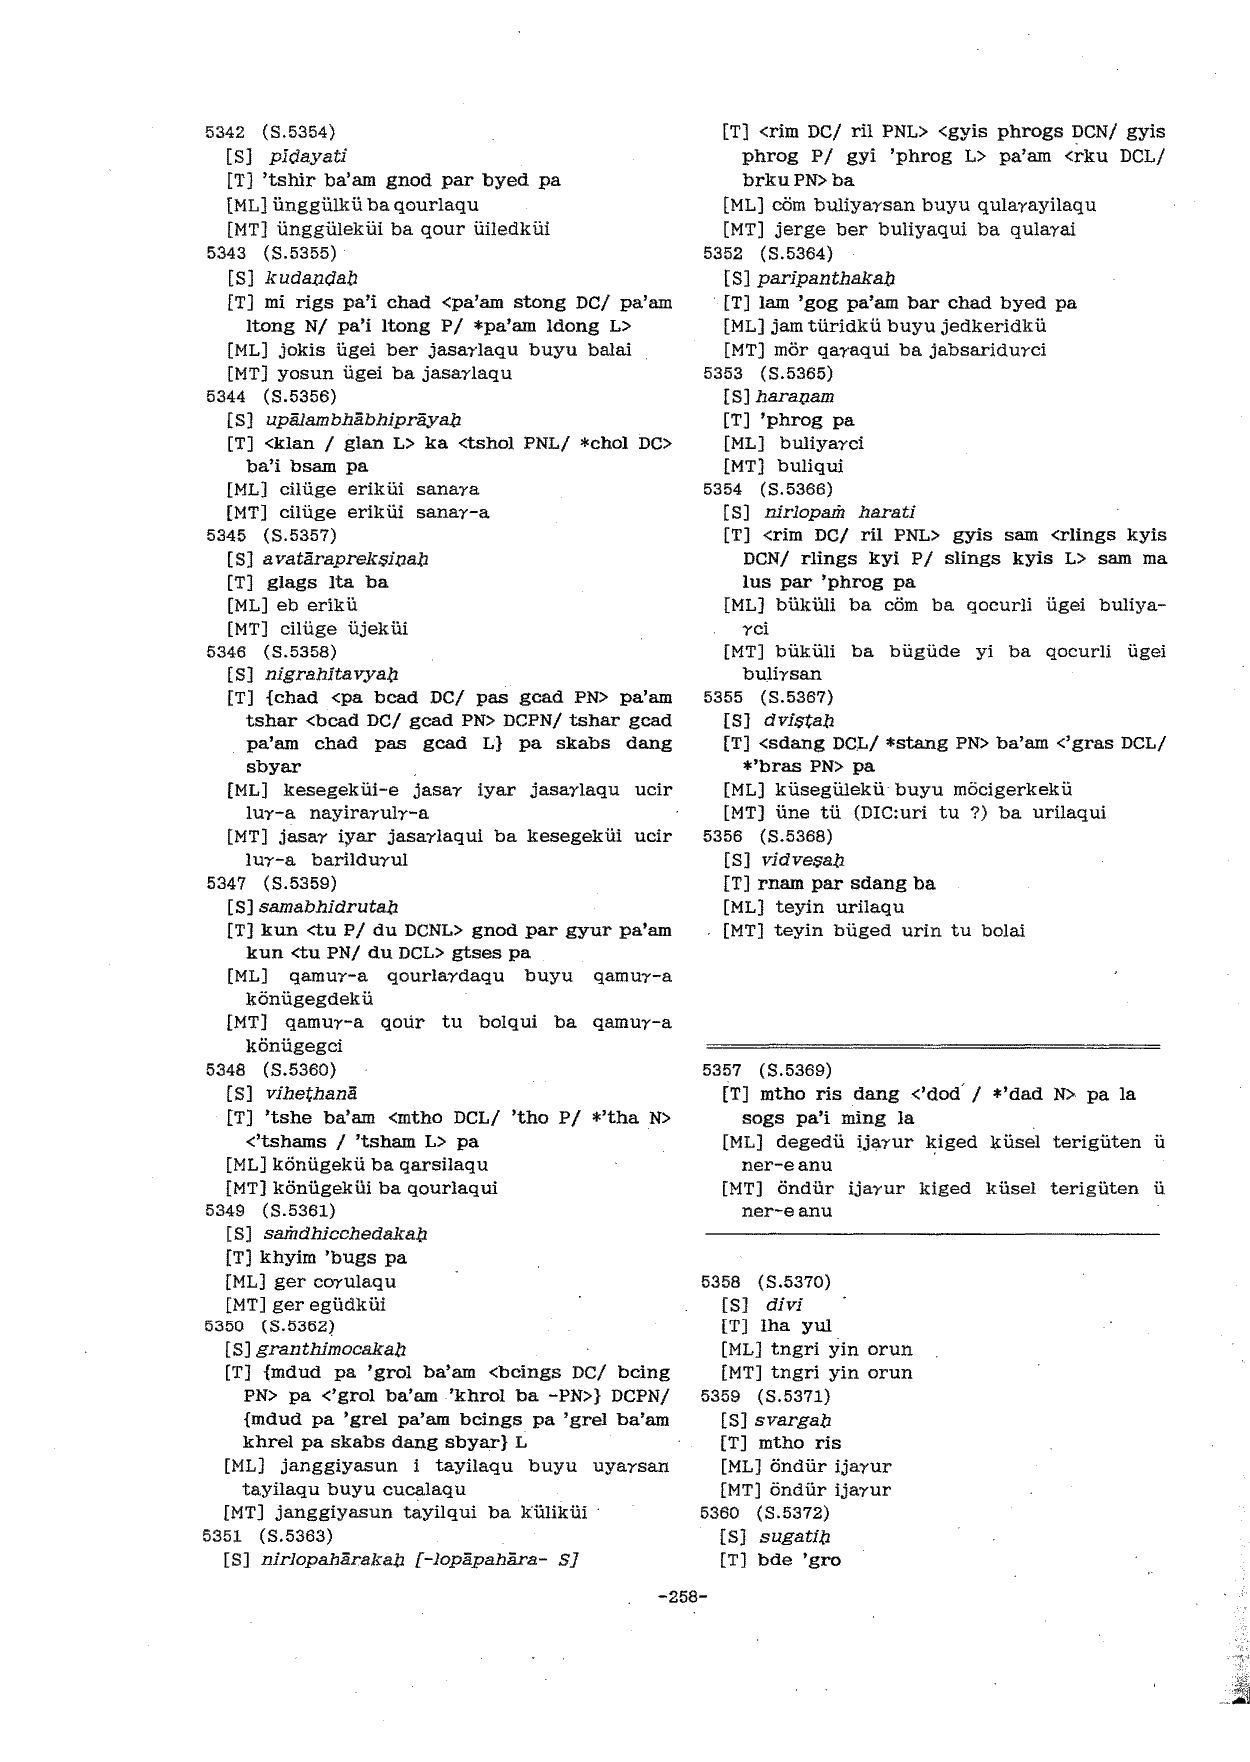 5342 (S.5354)
[S] pīḍayati
[T] 'tshir ba'am gnod par byed pa
[ML] ünggülkü ba qourlaqu
[MT] ünggüleküi ba qour üiledküi
5343 (S.5355)
[S] kudaṇḍaḥ
[T] mi rigs pa'i chad <pa'am stong DC/ pa'am
ltong N/ pa'i ltong P/ *pa'am ldong L>
[ML] jokis ügei ber jasaγlaqu buyu balai
[MT] yosun ügei ba jasaγlaqu
5344 (S.5356)
[S] upālambhābhiprāyaḥ
[T] <klan / glan L> ka <tshol PNL/ *chol DC>
ba'i bsam pa
[ML] cilüge eriküi sanaγa
[MT] cilüge eriküi sanaγ-a
5345 (S.5357)
[S] avatāraprekṣiṇaḥ
[T] glags lta ba
[ML] eb erikü
[MT] cilüge üjeküi
5346 (S.5358)
[S] nigrahītavyaḥ
[T] {chad <pa bcad DC/ pas gcad PN> pa'am
tshar <bcad DC/ gcad PN> DCPN/ tshar gcad
pa'am chad pas gcad L} pa skabs dang
sbyar
[ML] kesegeküi-e jasaγ iyar jasaγlaqu ucir
luγ-a nayiraγulγ-a
[MT] jasaγ iyar jasaγlaqui ba kesegeküi ucir
luγ-a barilduγul
5347 (S.5359)
[S] samabhidrutaḥ
[T] kun <tu P/ du DCNL> gnod par gyur pa'am
kun <tu PN/ du DCL> gtses pa
[ML] qamuγ-a qourlaγdaqu buyu qamuγ-a
könügegdekü
[MT] qamuγ-a qour tu bolqui ba qamuγ-a
könügegci
5348 (S.5360)
[S] viheṭhanā
[T] 'tshe ba'am <mtho DCL/ 'tho P/ *'tha N>
<'tshams / 'tsham L> pa
[ML] könügekü ba qarsilaqu
[MT] könügeküi ba qourlaqui
5349 (S.5361)
[S] saṁdhicchedakaḥ
[T] khyim 'bugs pa
[ML] ger coγulaqu
[MT] ger egüdküi
5350 (S.5362)
[S] granthimocakaḥ
[T] {mdud pa 'grol ba'am <bcings DC/ bcing
PN> pa <'grol ba'am 'khrol ba -PN>} DCPN/
{mdud pa 'grel pa'am bcings pa 'grel ba'am
khrel pa skabs dang sbyar} L
[ML] janggiyasun i tayilaqu buyu uyaγsan
tayilaqu buyu cucalaqu
[MT] janggiyasun tayilqui ba küliküi
5351 (S.5363)
[S] nirlopahārakaḥ [-lopāpahāra- S]
[T] <rim DC/ ril PNL> <gyis phrogs DCN/ gyis
phrog P/ gyi 'phrog L> pa'am <rku DCL/
brku PN> ba
[ML] cöm buliyaγsan buyu qulaγayilaqu
[MT] jerge ber buliyaqui ba qulaγai
5352 (S.5364)
[S] paripanthakaḥ
[T] lam 'gog pa'am bar chad byed pa
[ML] jam türidkü buyu jedkeridkü
[MT] mör qaγaqui ba jabsariduγci
5353 (S.5365)
[S] haraṇam
[T] 'phrog pa
[ML] buliyaγci
[MT] buliqui
5354 (S.5366)
[S] nirlopaṁ harati
[T] <rim DC/ ril PNL> gyis sam <rlings kyis
DCN/ rlings kyi P/ slings kyis L> sam ma
lus par 'phrog pa
[ML] büküli ba cöm ba qocurli ügei buliya-
γci
[MT] büküli ba bügüde yi ba qocurli ügei
buliγsan
5355 (S.5367)
[S] dviṣṭaḥ
[T] <sdang DCL/ *stang PN> ba'am <'gras DCL/
*'bras PN> pa
[ML] küsegülekü buyu möcigerkekü
[MT] üne tü (DIC:uri tu ?) ba urilaqui
5356 (S.5368)
[S] vidveṣaḥ
[T] rnam par sdang ba
[ML] teyin urilaqu
[MT] teyin büged urin tu bolai
5357 (S.5369)
[T] mtho ris dang <'dod / *'dad N> pa la
sogs pa'i ming la
[ML] degedü ijaγur kiged küsel terigüten ü
ner-e anu
[MT] öndür ijaγur kiged küsel terigüten ü
ner-e anu
5358 (S.5370)
[S] divi
[T] lha yul
[ML] tngri yin orun
[MT] tngri yin orun
5359 (S.5371)
[S] svargaḥ
[T] mtho ris
[ML] öndür ijaγur
[MT] öndür ijaγur
5360 (S.5372)
[S] sugatiḥ
[T] bde 'gro
-258-